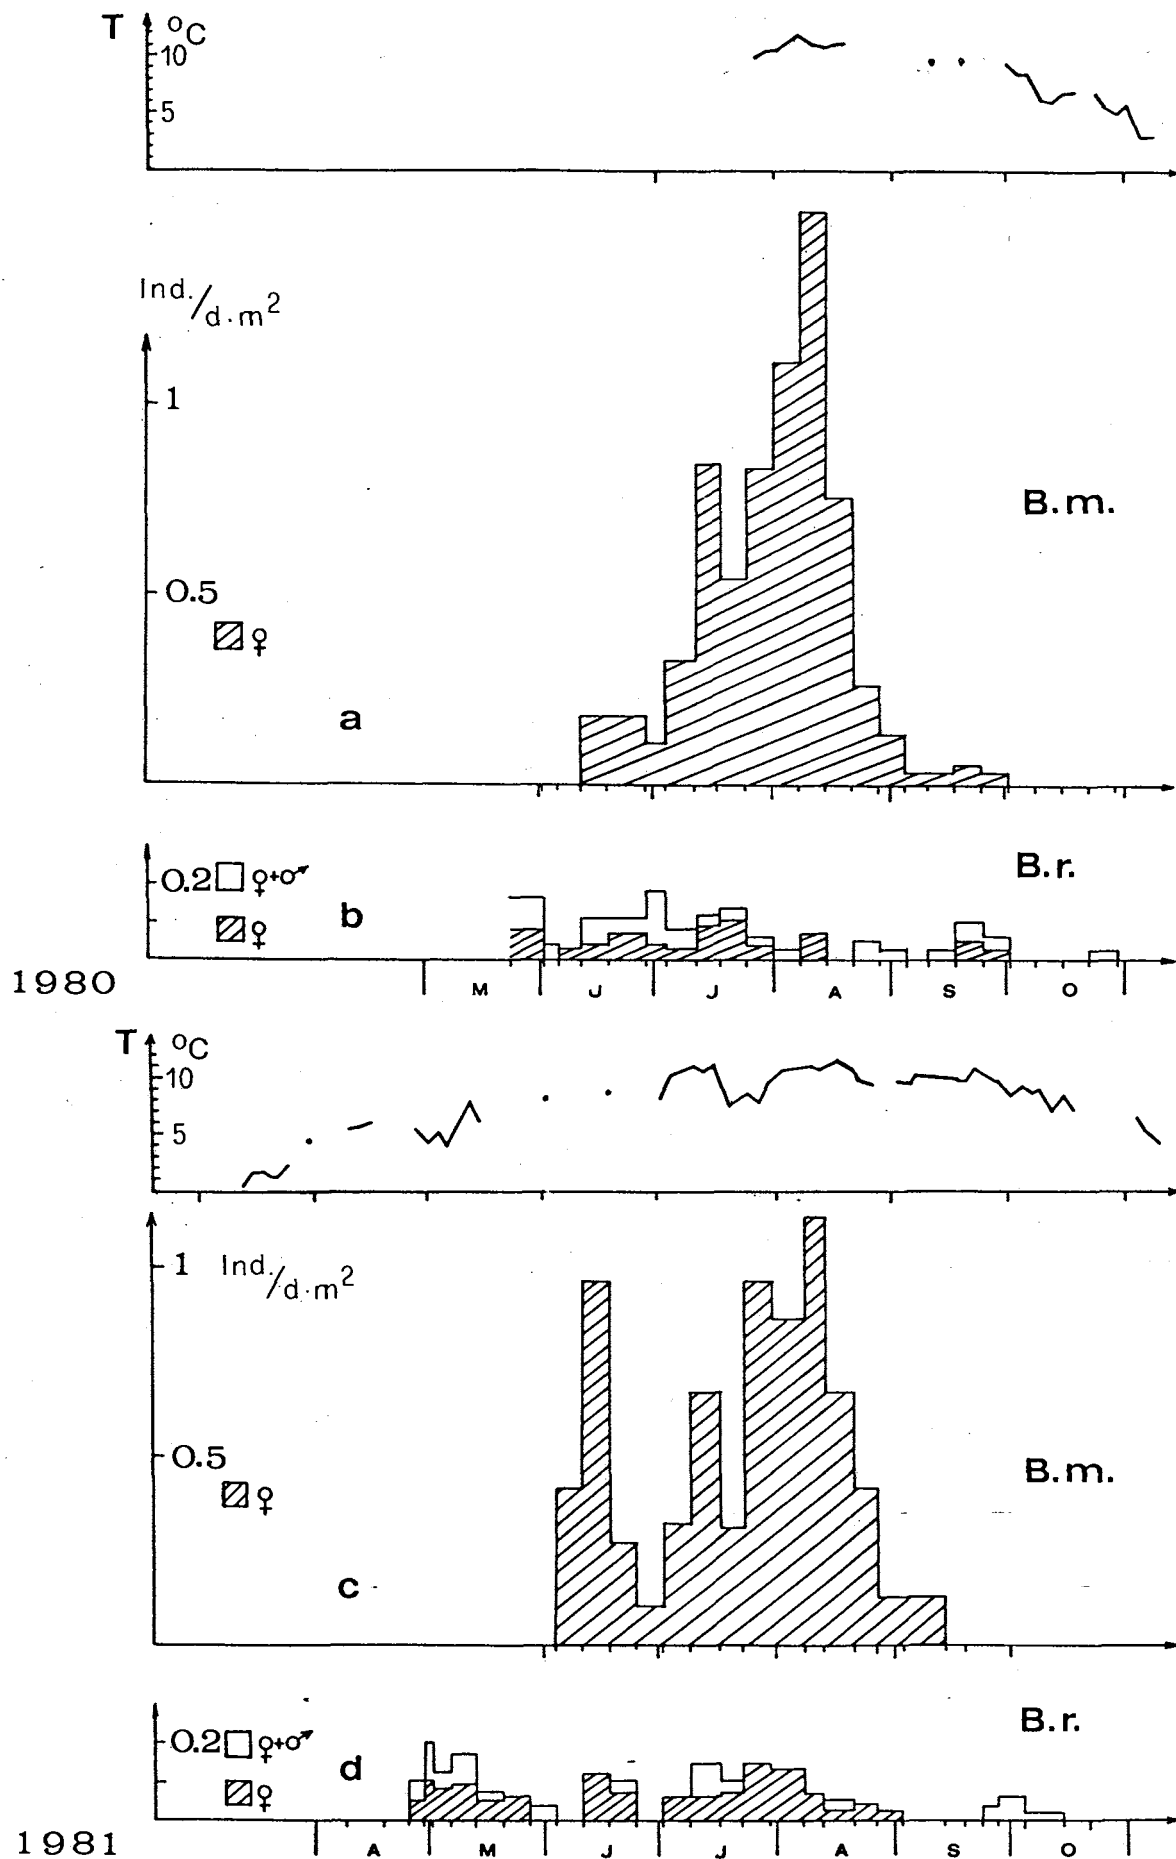 T °C
10
5
Ind./d.m²
1
B.m.
0.5
♀
a
B.r.
0.2 ♀+♂
b
♀
1980
M J J A S O
T °C
10
5
1 Ind./d.m²
0.5
B.m.
♀
c
B.r.
0.2 ♀+♂
d
♀
1981
A M J J A S O